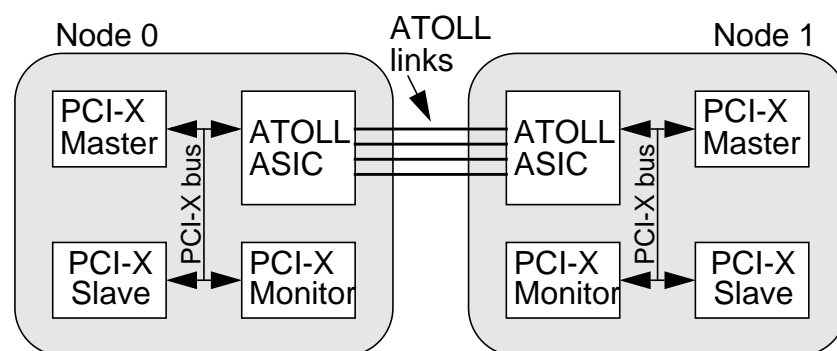 Node 0
ATOLL
links
Node 1
PCI-X
Master
ATOLL
ASIC
PCI-X bus
PCI-X
Slave
PCI-X
Monitor
ATOLL
ASIC
PCI-X
Master
PCI-X bus
PCI-X
Monitor
PCI-X
Slave